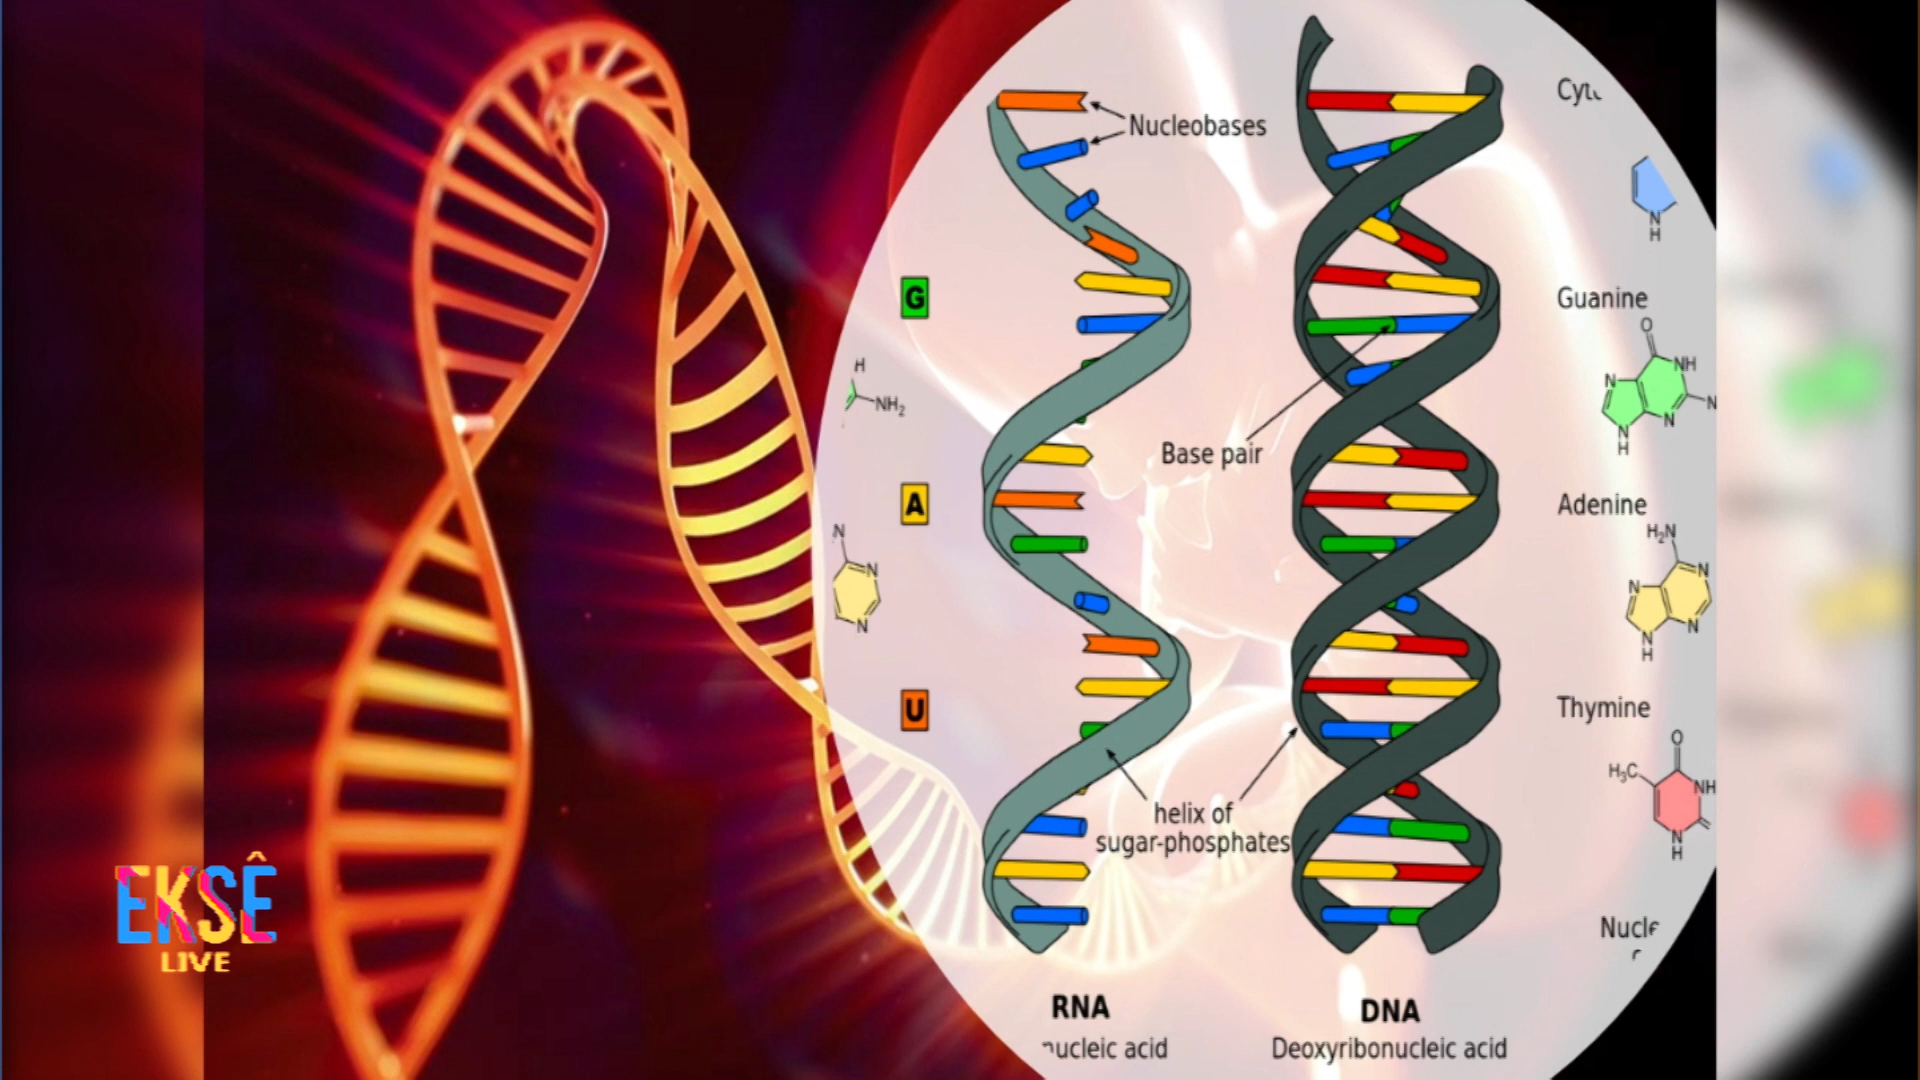 Nucleobases
G
Guanine
O
NH
N
N
N
N
H
H
NH2
Base pair
A
Adenine
H2N
N
N
N
N
N
N
N
H
U
Thymine
O
H3C
NH
N
H
N
H
helix of
sugar-phosphates
EKSÊ
LIVE
RNA
DNA
Deoxyribonucleic acid